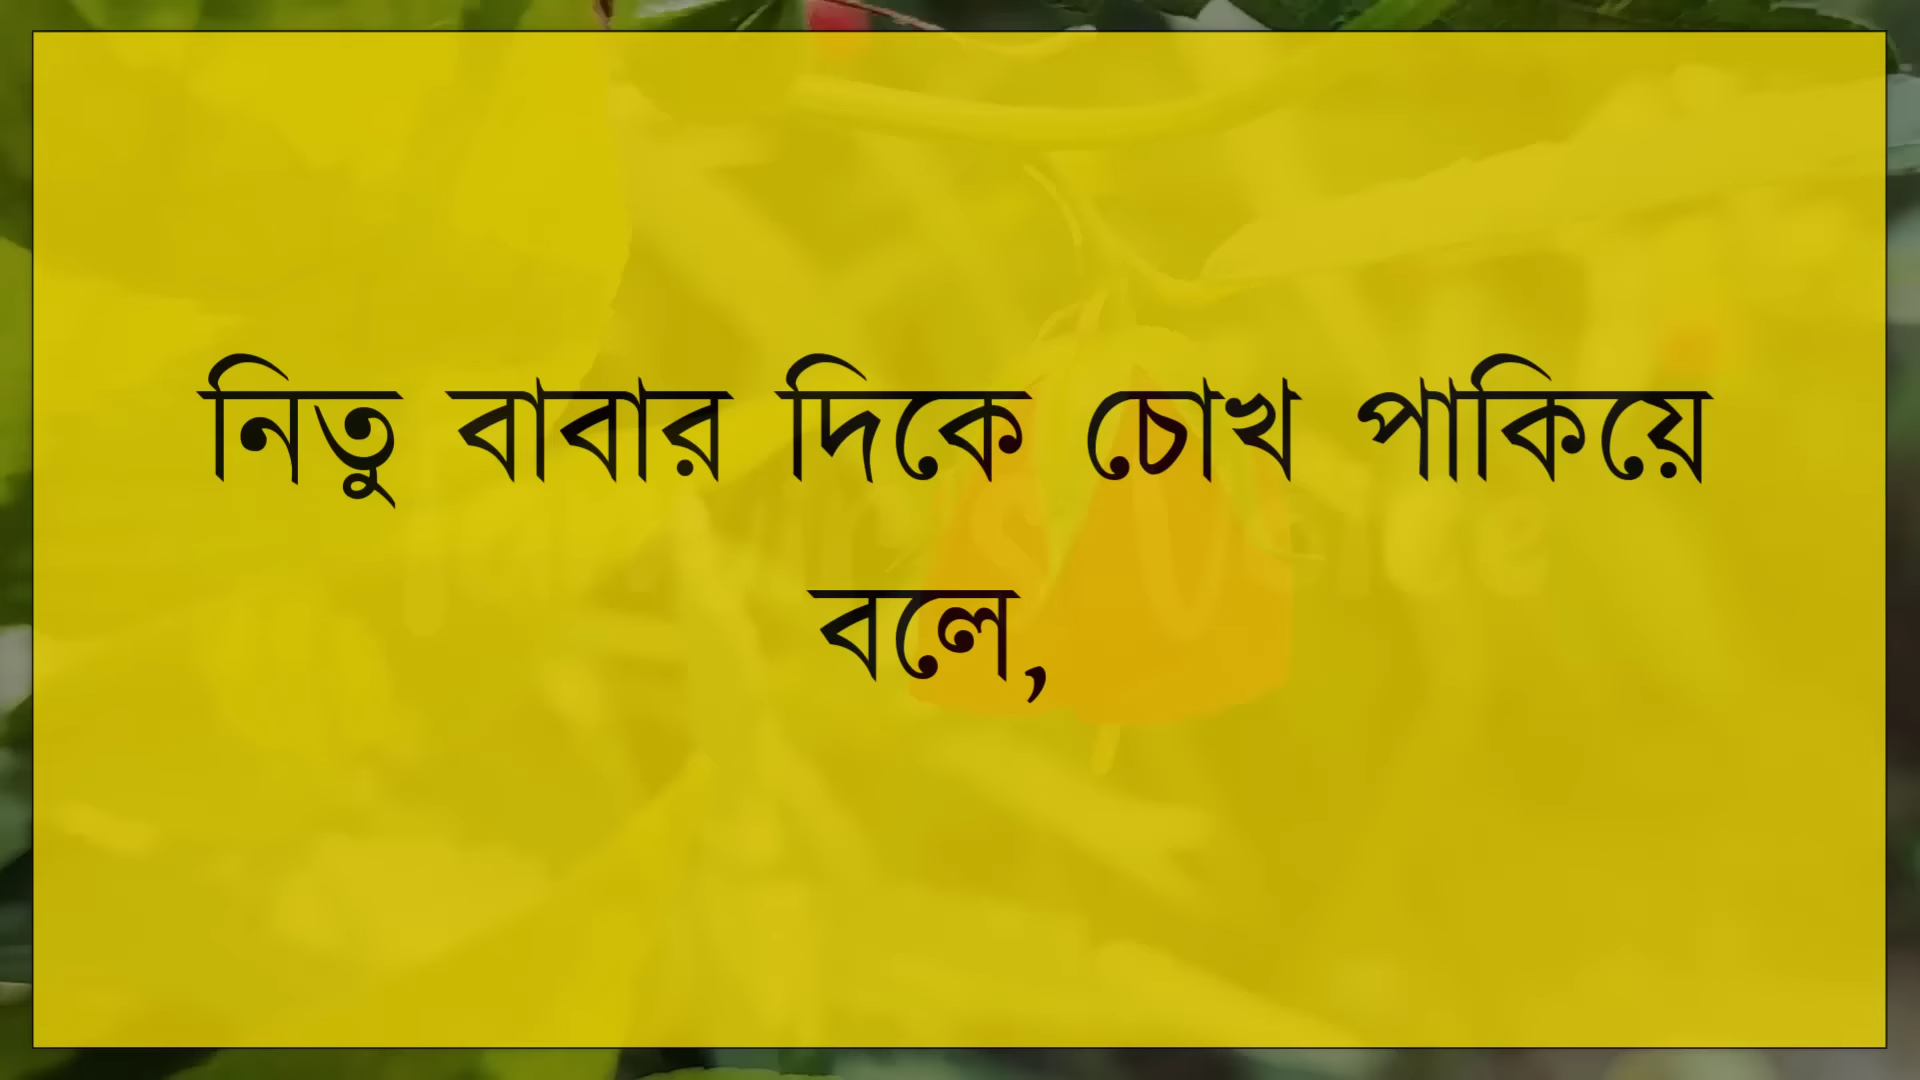 নিতু বাবার দিকে চোখ পাকিয়ে
বলে,